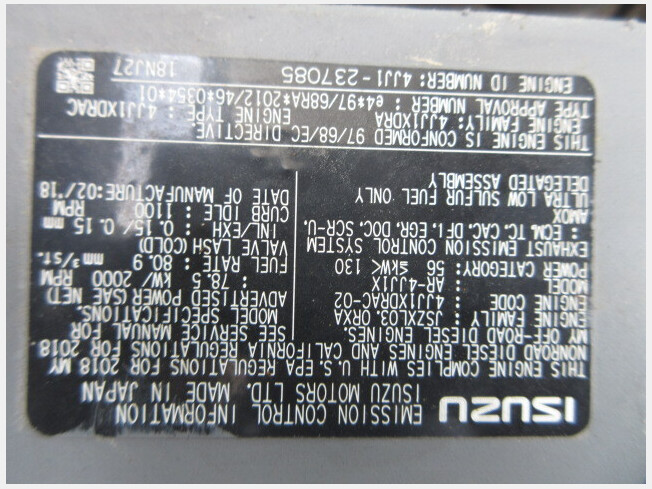 ISUZU
EMISSION CONTROL INFORMATION
ISUZU MOTORS LTD. MADE IN JAPAN
THIS ENGINE COMPLIES WITH U.S. EPA REGULATIONS FOR 2018 MY
NONROAD DIESEL ENGINES AND CALIFORNIA REGULATIONS FOR 2018
MY OFF-ROAD DIESEL ENGINES.
ENGINE FAMILY : JSZXL03.0RXA
ENGINE CODE : 4JJ1XDRAC-02
MODEL : AR-4JJ1X
POWER CATEGORY: 56 ≤kW< 130
EXHAUST EMISSION CONTROL SYSTEM
: ECM, TC, CAC, DFI, EGR, DOC, SCR-U,
AMOX
ULTRA LOW SULFUR FUEL ONLY
DELEGATED ASSEMBLY
SEE SERVICE MANUAL FOR
MODEL SPECIFICATIONS.
ADVERTISED POWER (SAE NET)
: 78.5 kW/ 2000 RPM
FUEL RATE : 80.9 mm³/st.
VALVE LASH (COLD)
INL/EXH : 0.15/ 0.15 mm
CURB IDLE : 1100 RPM
DATE OF MANUFACTURE:02/'18
THIS ENGINE IS CONFORMED 97/68/EC DIRECTIVE.
ENGINE FAMILY: 4JJ1XDRA ENGINE TYPE : 4JJ1XDRAC
TYPE APPROVAL NUMBER : e4*97/68RA*2012/46*0354*01
ENGINE ID NUMBER: 4JJ1-237085 18NJ27